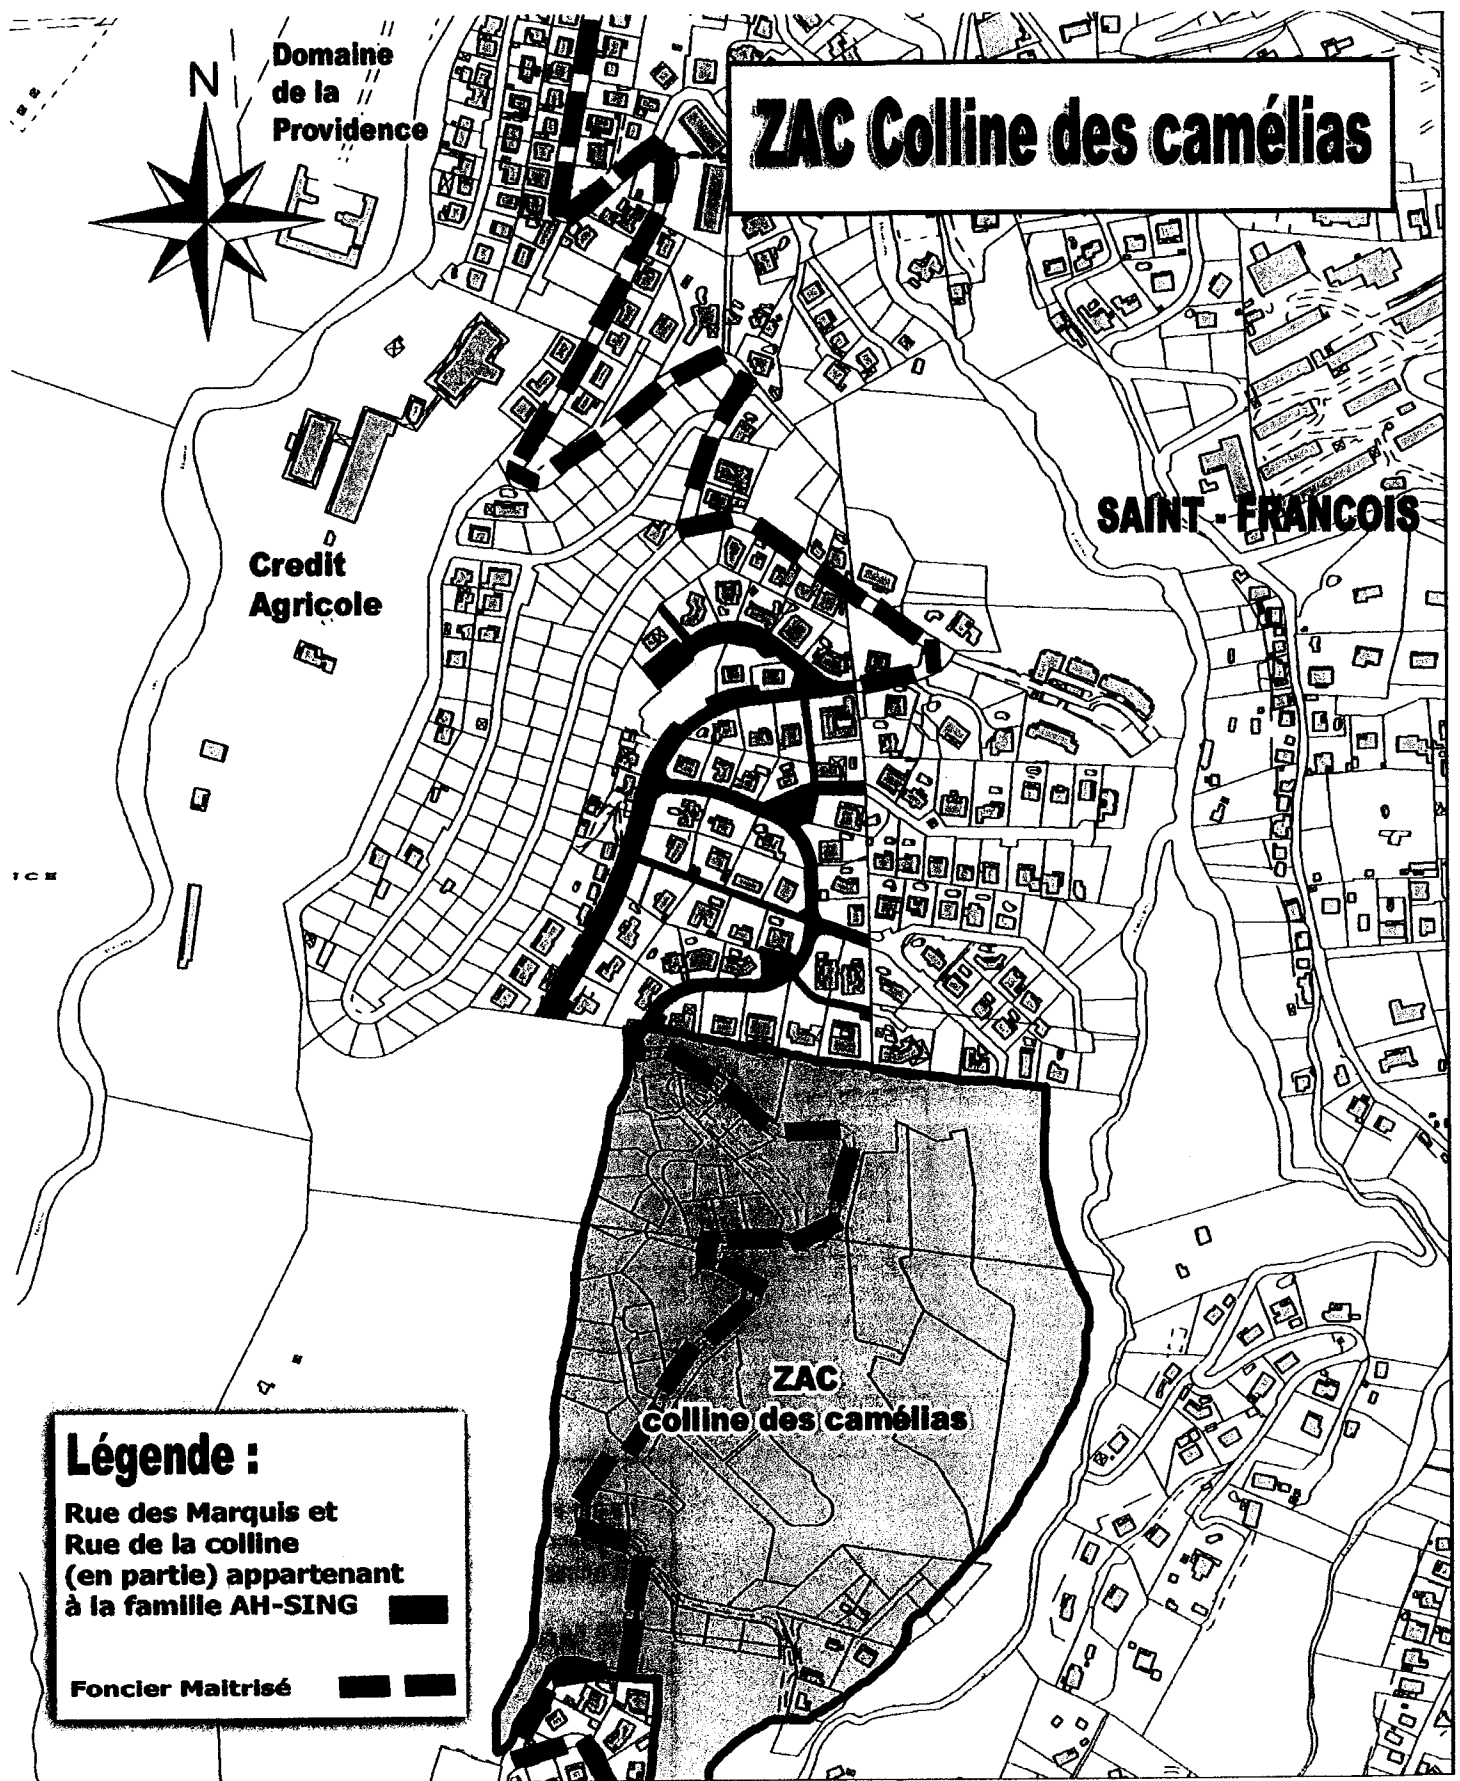 N
Domaine
de la
Providence
ZAC Colline des camélias
SAINT - FRANCOIS
Credit
Agricole
ZAC
colline des camélias
Légende :
Rue des Marquis et
Rue de la colline
(en partie) appartenant
à la famille AH-SING
Foncier Maitrisé